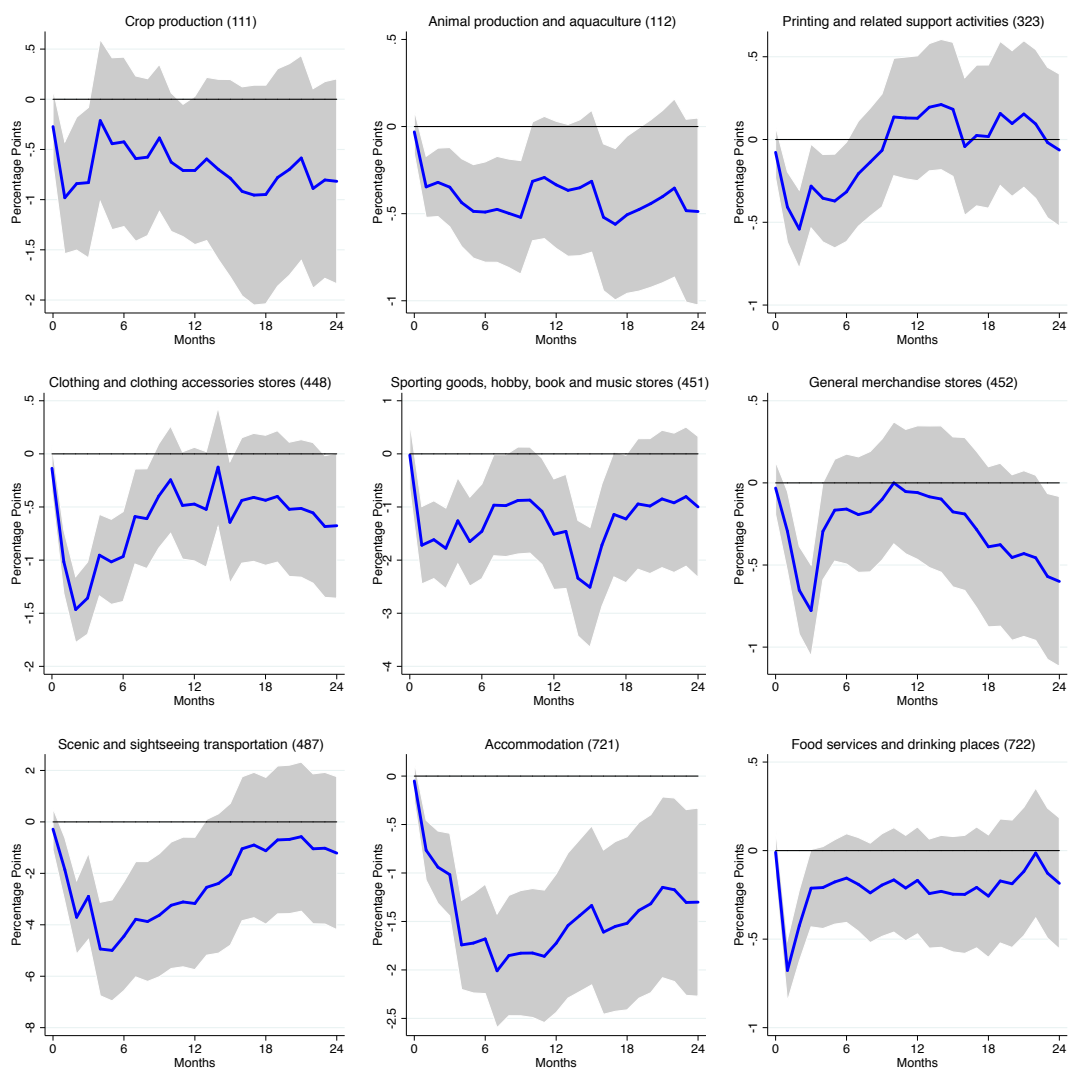 Crop production (111)
Percentage Points
.5
0
-.5
-1
-1.5
-2
0 6 12 18 24
Months
Animal production and aquaculture (112)
Percentage Points
.5
0
-.5
-1
0 6 12 18 24
Months
Printing and related support activities (323)
Percentage Points
.5
0
-.5
-1
0 6 12 18 24
Months
Clothing and clothing accessories stores (448)
Percentage Points
.5
0
-.5
-1
-1.5
-2
0 6 12 18 24
Months
Sporting goods, hobby, book and music stores (451)
Percentage Points
1
0
-1
-2
-3
-4
0 6 12 18 24
Months
General merchandise stores (452)
Percentage Points
.5
0
-.5
-1
0 6 12 18 24
Months
Scenic and sightseeing transportation (487)
Percentage Points
2
0
-2
-4
-6
-8
0 6 12 18 24
Months
Accommodation (721)
Percentage Points
0
-.5
-1
-1.5
-2
-2.5
0 6 12 18 24
Months
Food services and drinking places (722)
Percentage Points
.5
0
-.5
-1
0 6 12 18 24
Months